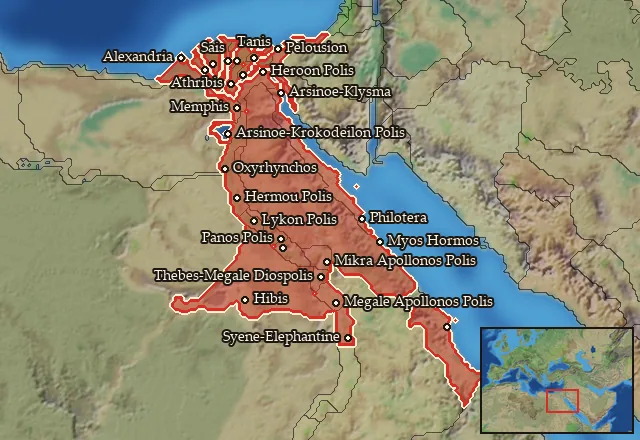 Tanis
Sais
Pelousion
Alexandria
Heroon Polis
Athribis
Arsinoe-Klysma
Memphis
Arsinoe-Krokodeilon Polis
Oxyrhynchos
Hermou Polis
Lykon Polis
Philotera
Panos Polis
Myos Hormos
Mikra Apollonos Polis
Thebes-Megale Diospolis
Hibis
Megale Apollonos Polis
Syene-Elephantine